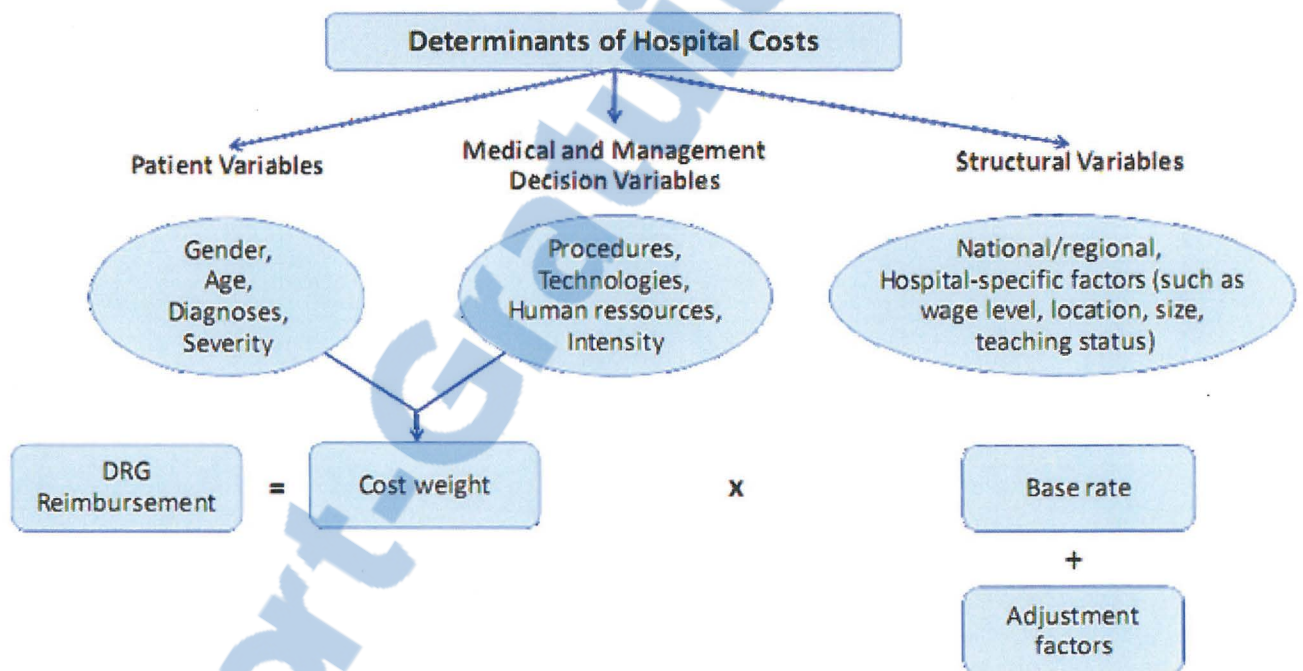 Determinants of Hospital Costs
Patient Variables
Medical and Management
Decision Variables
Structural Variables
Gender,
Age,
Diagnoses,
Severity
Procedures,
Technologies,
Human ressources,
Intensity
National/regional,
Hospital-specific factors (such as
wage level, location, size,
teaching status)
DRG
Reimbursement
=
Cost weight
x
Base rate
+
Adjustment
factors